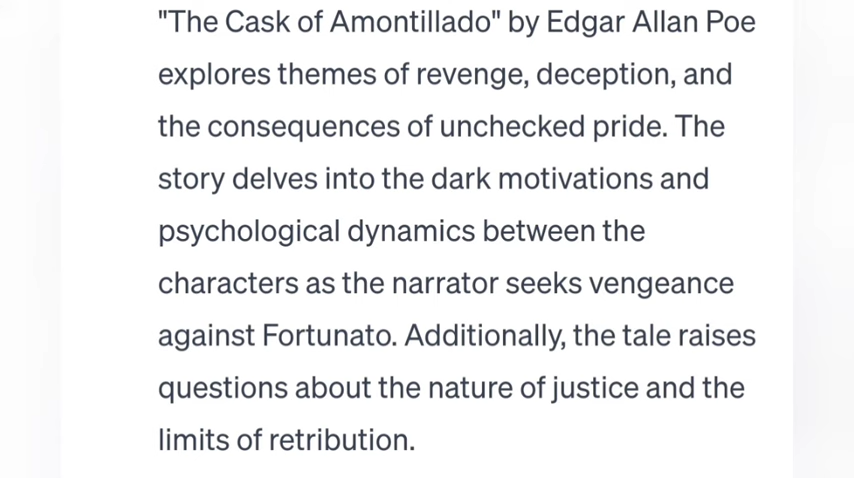 "The Cask of Amontillado" by Edgar Allan Poe
explores themes of revenge, deception, and
the consequences of unchecked pride. The
story delves into the dark motivations and
psychological dynamics between the
characters as the narrator seeks vengeance
against Fortunato. Additionally, the tale raises
questions about the nature of justice and the
limits of retribution.